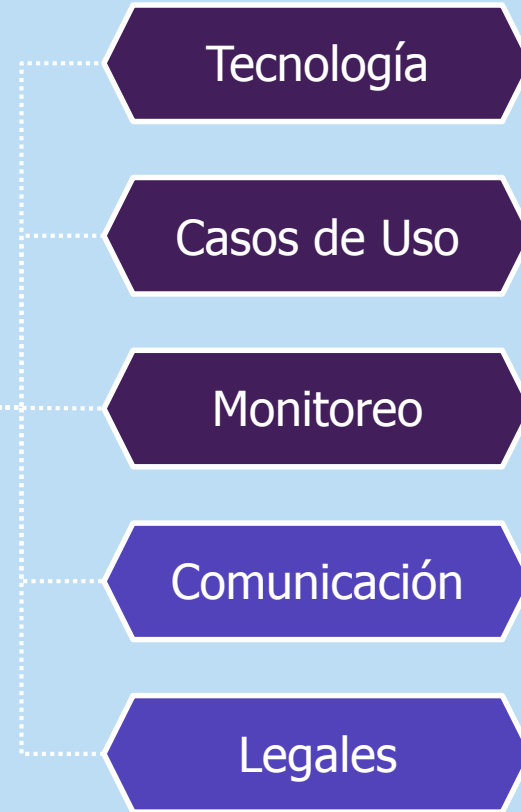 Tecnología
Casos de Uso
Monitoreo
Comunicación
Legales